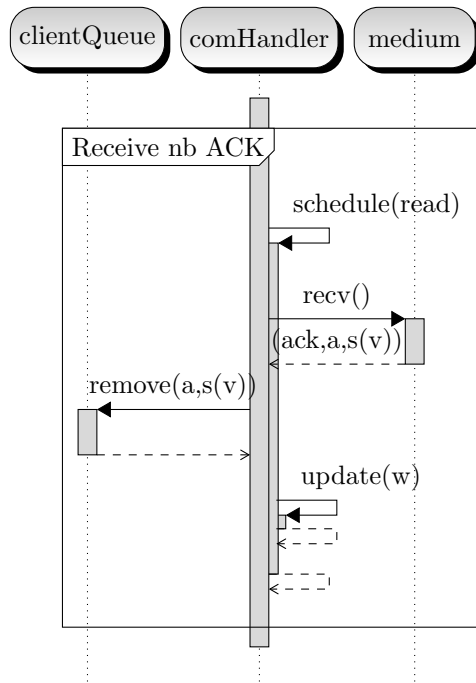 clientQueue comHandler medium
Receive nb ACK
schedule(read)
recv()
(ack,a,s(v))
remove(a,s(v))
update(w)